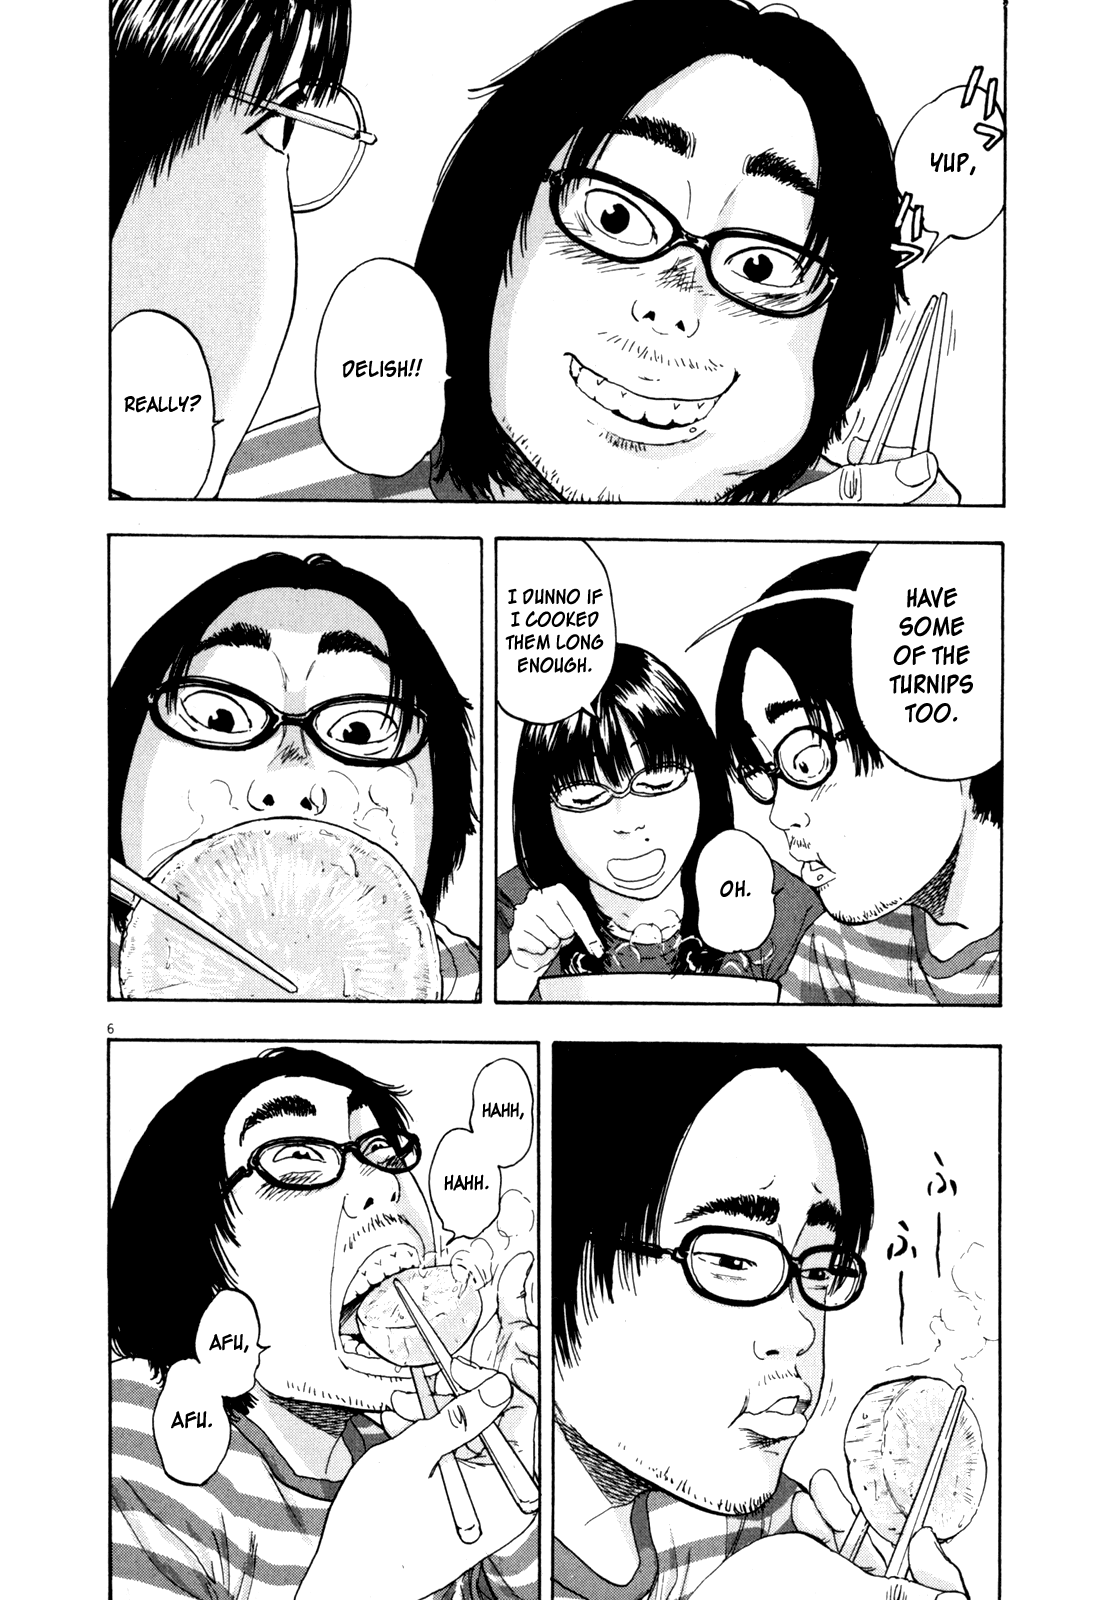 YUP,
DELISH!!
REALLY?
HAVE
SOME
OF THE
TURNIPS
TOO.
I DUNNO IF
I COOKED
THEM LONG
ENOUGH.
OH.
6
ふー
ふー
HAHH,
HAHH.
AFU,
AFU.